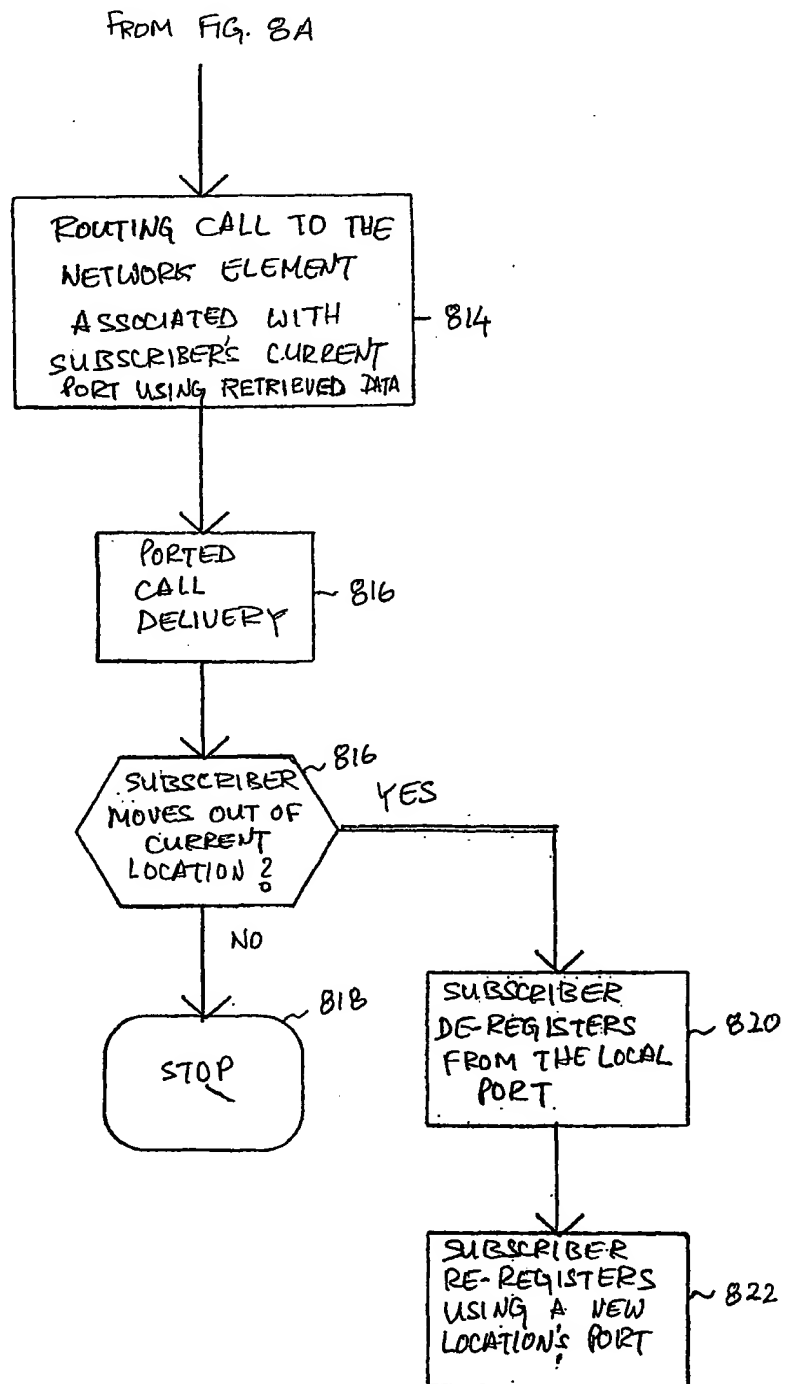 FROM FIG. 8A
ROUTING CALL TO THE
NETWORK ELEMENT
ASSOCIATED WITH
SUBSCRIBER'S CURRENT
PORT USING RETRIEVED DATA
814
PORTED
CALL
DELIVERY
816
816
SUBSCRIBER
MOVES OUT OF
CURRENT
LOCATION?
YES
NO
818
STOP
SUBSCRIBER
DE-REGISTERS
FROM THE LOCAL
PORT
820
SUBSCRIBER
RE-REGISTERS
USING A NEW
LOCATION'S PORT
822